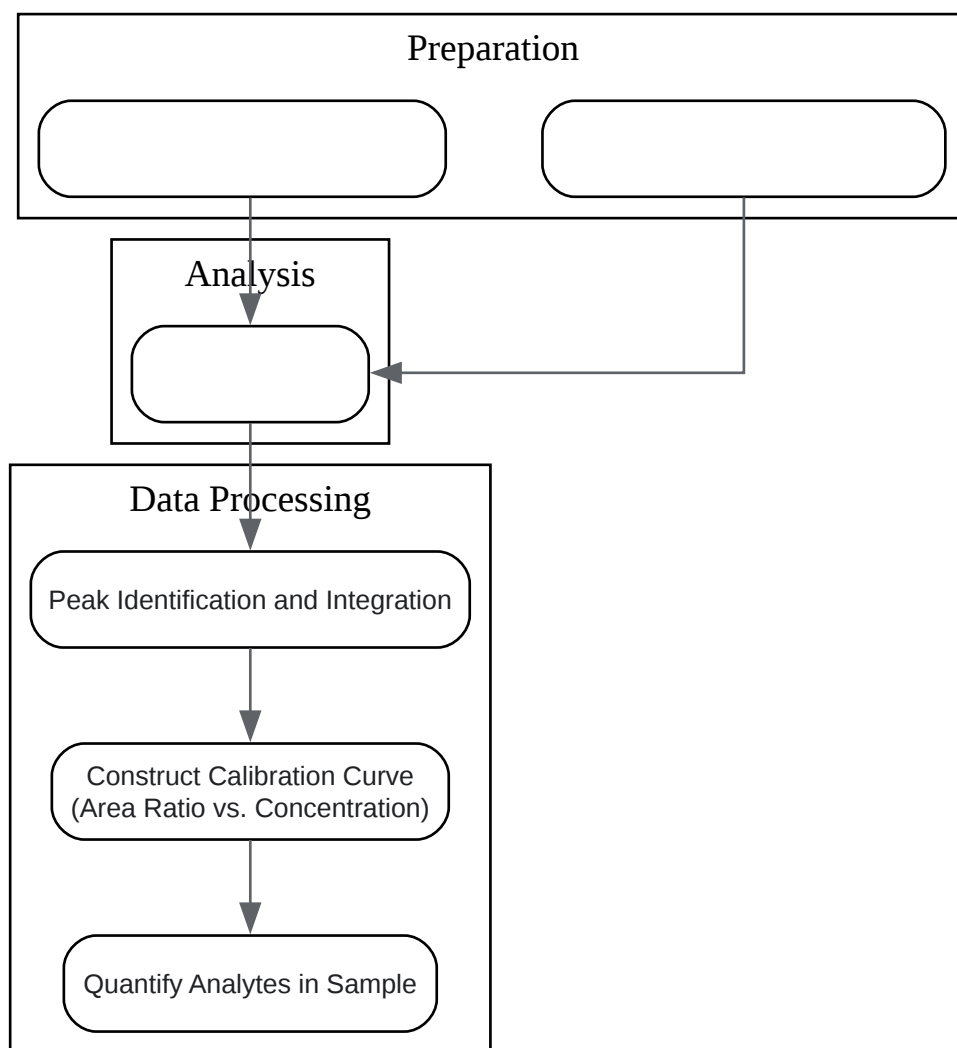 Preparation
Analysis
Data Processing
Peak Identification and Integration
Construct Calibration Curve
(Area Ratio vs. Concentration)
Quantify Analytes in Sample